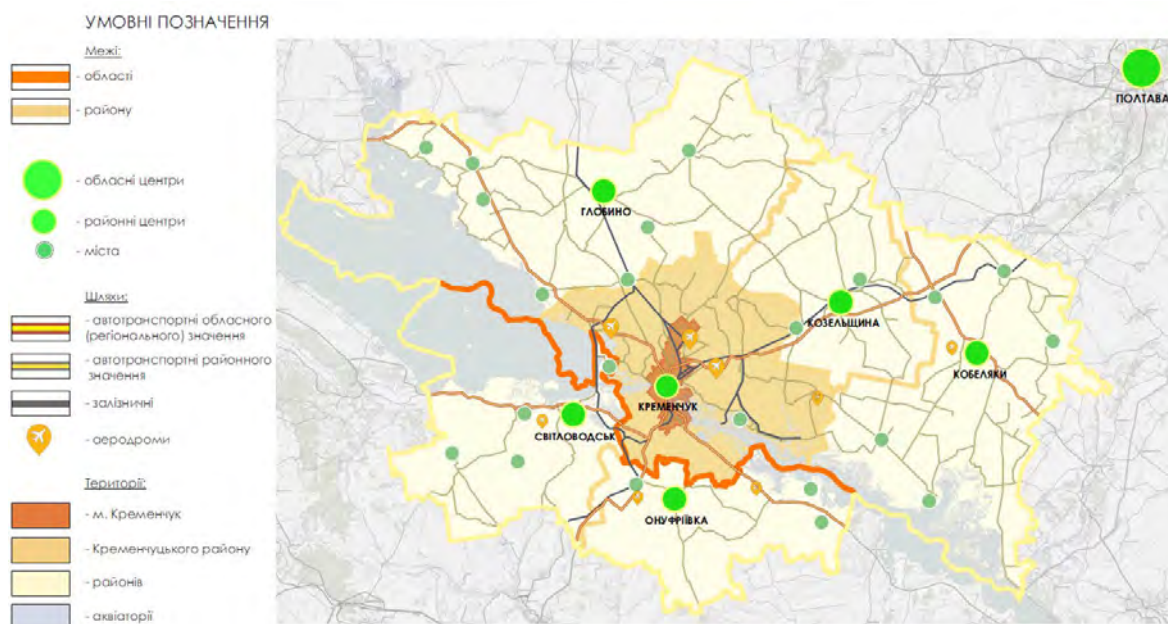 УМОВНІ ПОЗНАЧЕННЯ
Межі:
- області
- району
- обласні центри
- районні центри
- міста
Шляхи:
- автотранспортні обласного
(регіонального) значення
- автотранспортні районного
значення
- залізничні
- аеродроми
Території:
- м. Кременчук
- Кременчуцького району
- районів
- акваторії
ПОЛТАВА
ГЛОБИНО
КОЗЕЛЬЩИНА
КОБЕЛЯКИ
КРЕМЕНЧУК
СВІТЛОВОДСЬК
ОНУФРІЇВКА